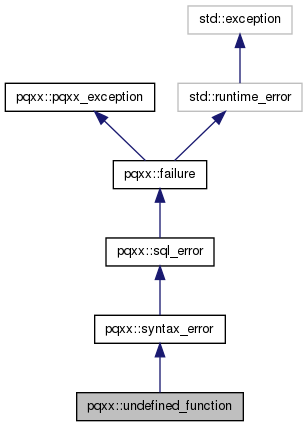 std::exception
pqxx::pqxx_exception
std::runtime_error
pqxx::failure
pqxx::sql_error
pqxx::syntax_error
pqxx::undefined_function